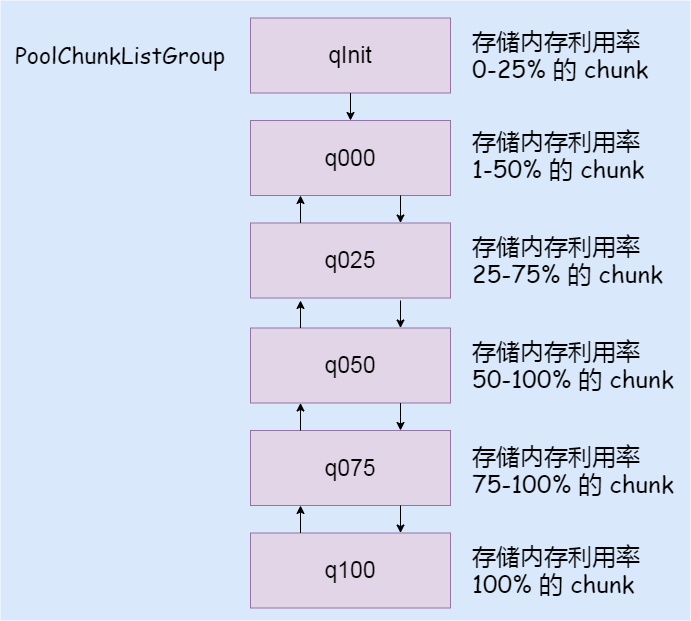 PoolChunkListGroup
qInit
存储内存利用率
0-25% 的 chunk
q000
存储内存利用率
1-50% 的 chunk
q025
存储内存利用率
25-75% 的 chunk
q050
存储内存利用率
50-100% 的 chunk
q075
存储内存利用率
75-100% 的 chunk
q100
存储内存利用率
100% 的 chunk